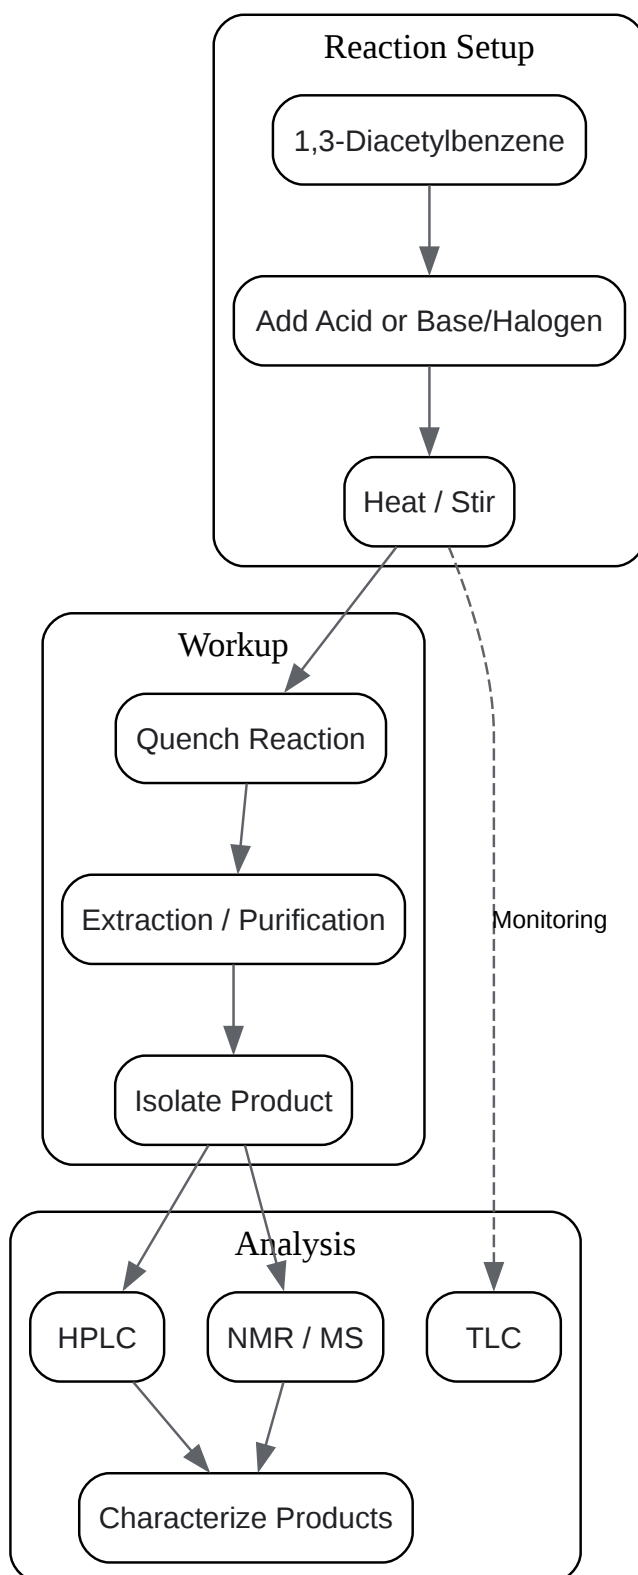 Reaction Setup
1,3-Diacetylbenzene
Add Acid or Base/Halogen
Heat / Stir
Workup
Quench Reaction
Extraction / Purification
Monitoring
Isolate Product
Analysis
HPLC
NMR / MS
TLC
Characterize Products